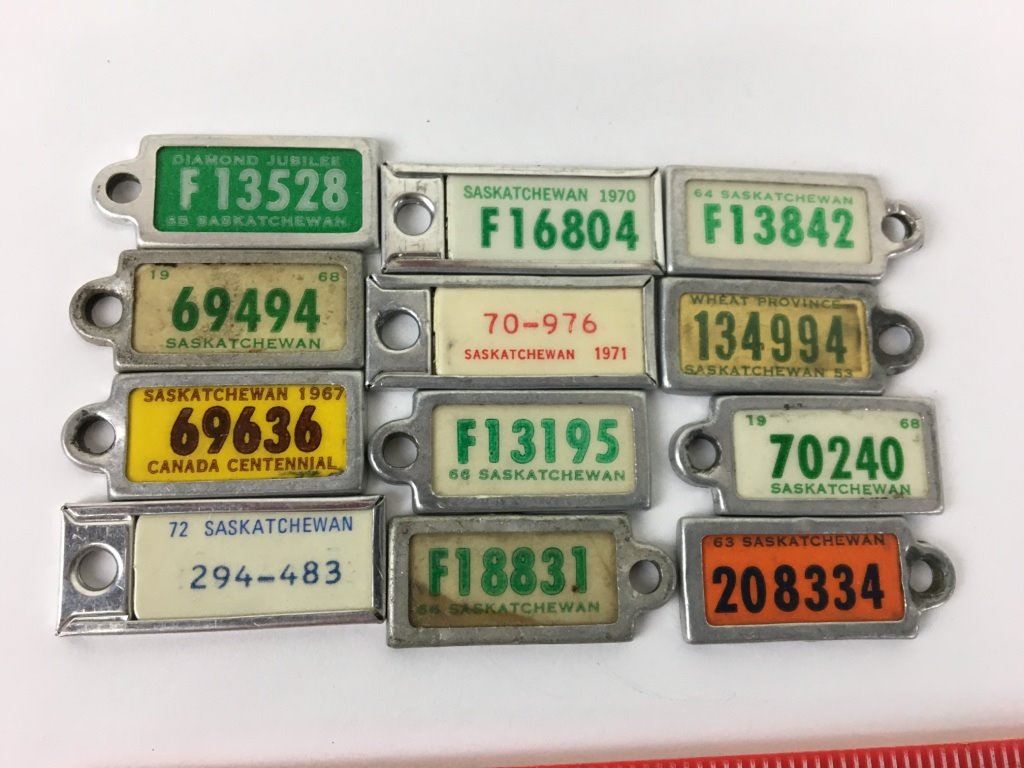 DIAMOND JUBILEE
F 13528
65 SASKATCHEWAN
SASKATCHEWAN 1970
F16804
64 SASKATCHEWAN
F13842
19 68
69494
SASKATCHEWAN
70-976
SASKATCHEWAN 1971
WHEAT PROVINCE
134994
SASKATCHEWAN 53
SASKATCHEWAN 1967
69636
CANADA CENTENNIAL
F13195
66 SASKATCHEWAN
19 68
70240
SASKATCHEWAN
72 SASKATCHEWAN
294-483
F18831
66 SASKATCHEWAN
63 SASKATCHEWAN
208334